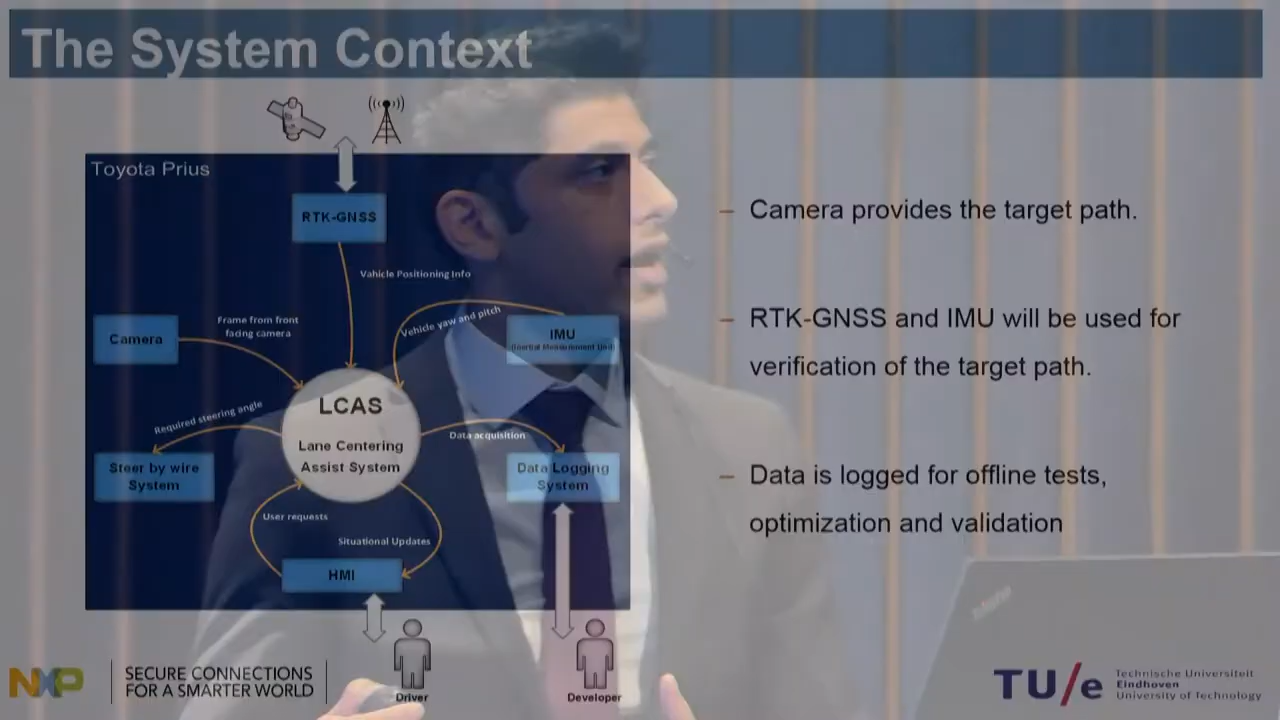 The System Context
Toyota Prius
RTK-GNSS
Vahicle Positioning Info
Frame from front
facing camera
Camera
Vehicle yaw and pitch
IMU
(Inertial Measurement Unit)
LCAS
Lane Centering
Assist System
Required steering angle
Data acquisition
Steer by wire
System
Data Logging
System
User requests
Situational Updates
HMI
Driver
Developer
– Camera provides the target path.
– RTK-GNSS and IMU will be used for
verification of the target path.
– Data is logged for offline tests,
optimization and validation
NXP
SECURE CONNECTIONS
FOR A SMARTER WORLD
TU/e
Technische Universiteit
Eindhoven
University of Technology